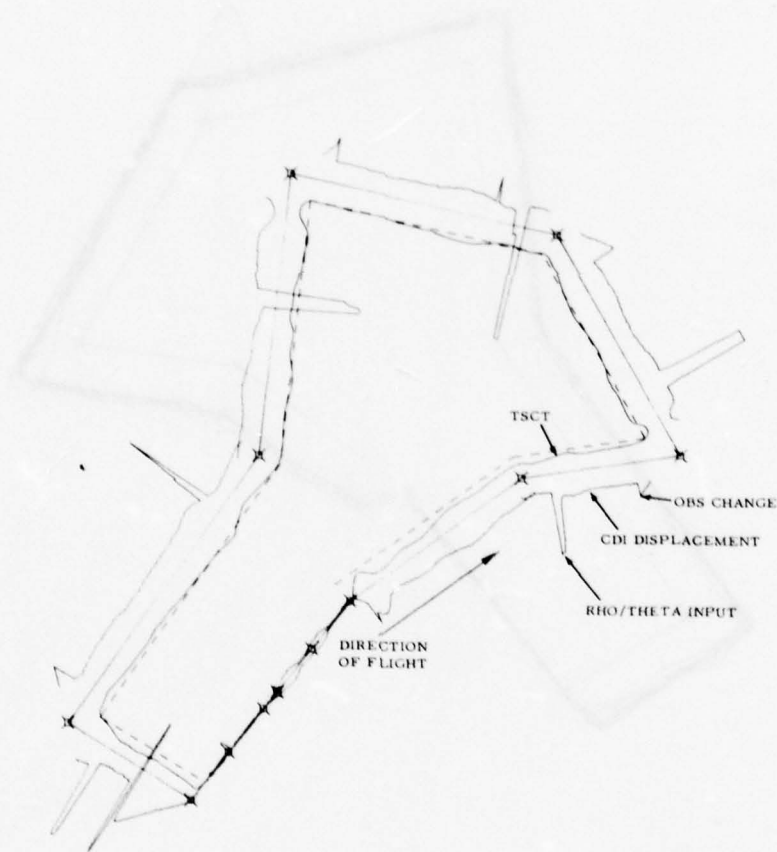 TSCT
OBS CHANGE
CDI DISPLACEMENT
RHO/THETA INPUT
DIRECTION
OF FLIGHT